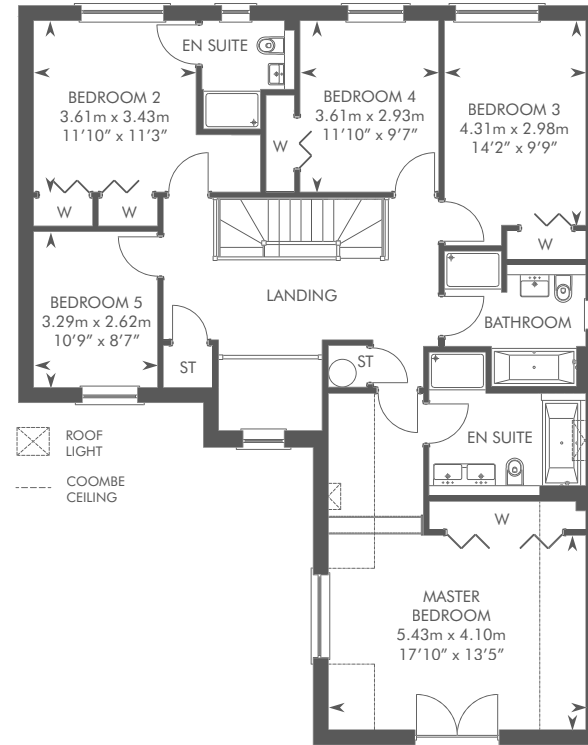 EN SUITE
BEDROOM 2
3.61m x 3.43m
11’10” x 11’3”
BEDROOM 4
3.61m x 2.93m
11’10” x 9’7”
BEDROOM 3
4.31m x 2.98m
14’2” x 9’9”
W
W
W
W
LANDING
BEDROOM 5
3.29m x 2.62m
10’9” x 8’7”
BATHROOM
ST
ST
ROOF
LIGHT
COOMBE
CEILING
EN SUITE
W
MASTER
BEDROOM
5.43m x 4.10m
17’10” x 13’5”